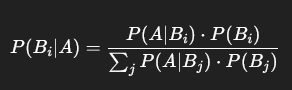 P(B_i|A) = \frac{P(A|B_i) \cdot P(B_i)}{\sum_j P(A|B_j) \cdot P(B_j)}